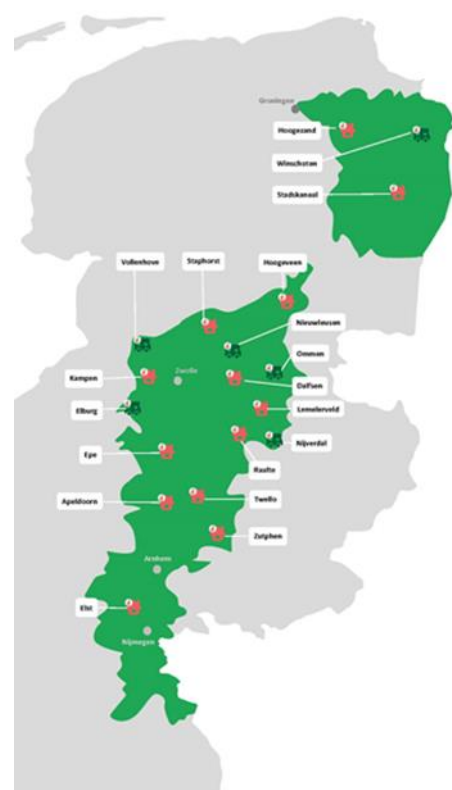 Groningen
Hoogezand
Winschoten
Stadskanaal
Hoogeveen
Staphorst
Vollenhove
Nieuwleusen
Ommen
Zwolle
Kampen
Dalfsen
Lemelerveld
Elburg
Nijverdal
Epe
Raalte
Apeldoorn
Twello
Zutphen
Arnhem
Elst
Nijmegen